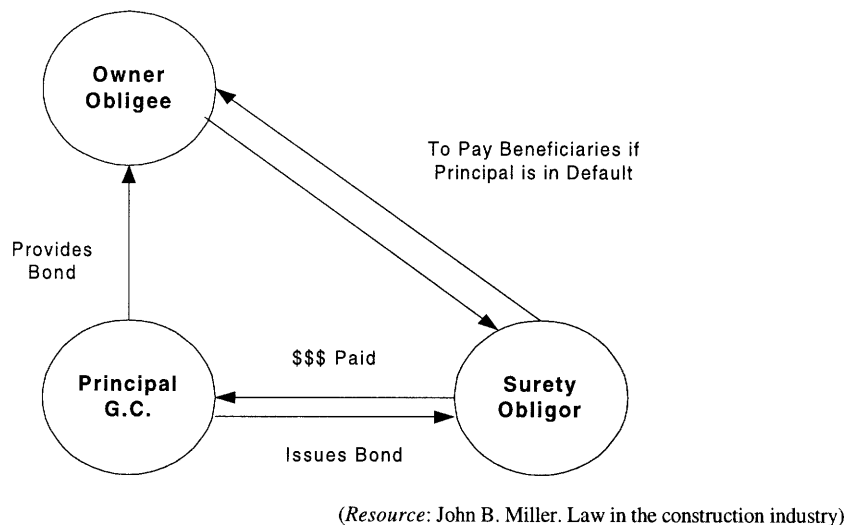 Owner
Obligee
To Pay Beneficiaries if
Principal is in Default
Provides
Bond
$$$ Paid
Principal
G.C.
Surety
Obligor
Issues Bond
(Resource: John B. Miller. Law in the construction industry)